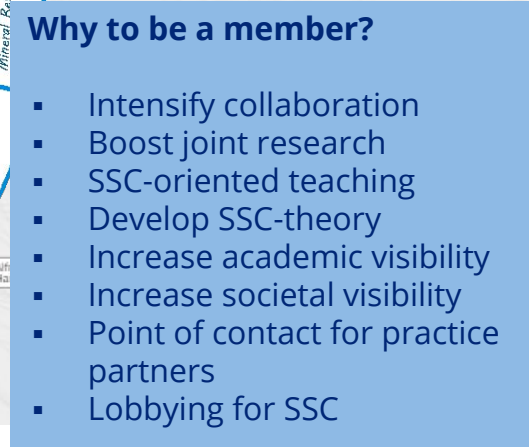 Mineral
Why to be a member?
▪ Intensify collaboration
▪ Boost joint research
▪ SSC-oriented teaching
▪ Develop SSC-theory
▪ Increase academic visibility
▪ Increase societal visibility
▪ Point of contact for practice
partners
▪ Lobbying for SSC